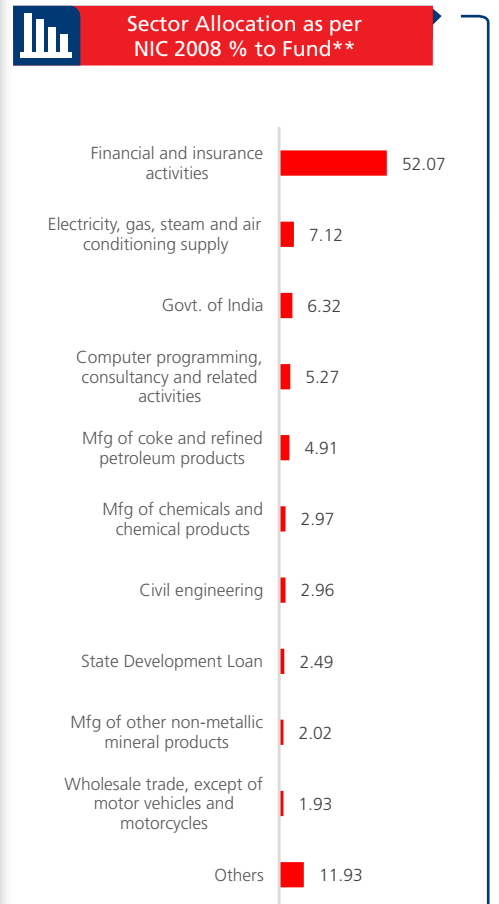 Sector Allocation as per
NIC 2008 % to Fund**
Financial and insurance
activities
52.07
Electricity, gas, steam and air
conditioning supply
7.12
Govt. of India
6.32
Computer programming,
consultancy and related
activities
5.27
Mfg of coke and refined
petroleum products
4.91
Mfg of chemicals and
chemical products
2.97
Civil engineering
2.96
State Development Loan
2.49
Mfg of other non-metallic
mineral products
2.02
Wholesale trade, except of
motor vehicles and
motorcycles
1.93
Others
11.93